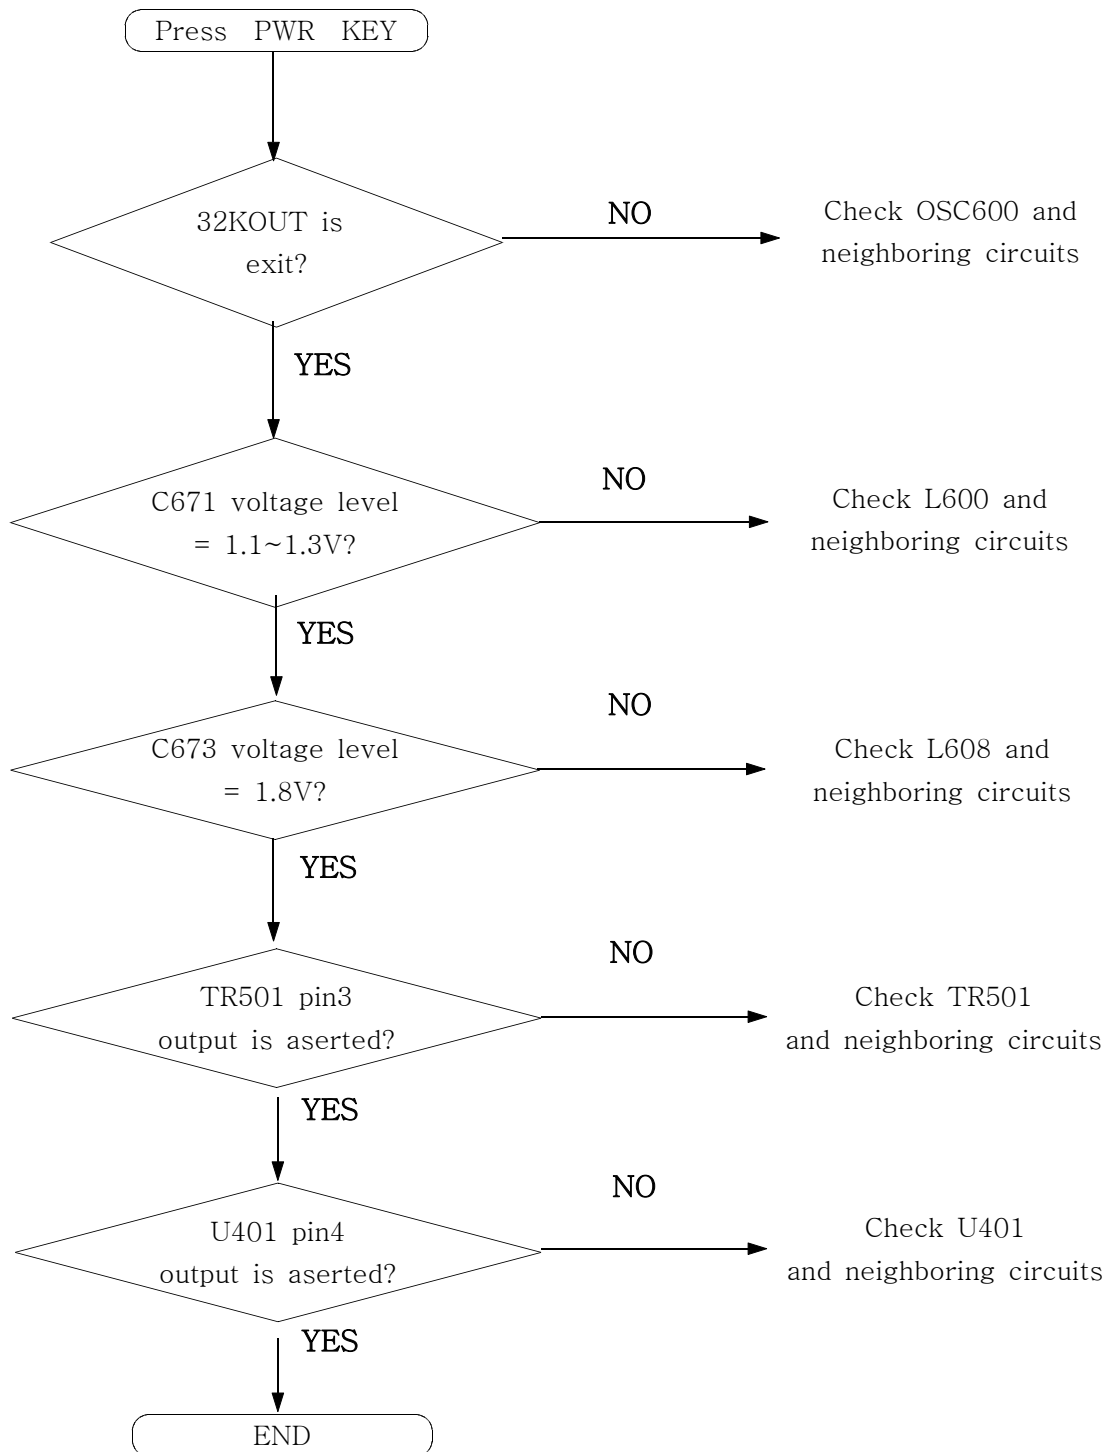 Press PWR KEY
32KOUT is
exit?
NO
Check OSC600 and
neighboring circuits
YES
C671 voltage level
= 1.1~1.3V?
NO
Check L600 and
neighboring circuits
YES
C673 voltage level
= 1.8V?
NO
Check L608 and
neighboring circuits
YES
TR501 pin3
output is aserted?
NO
Check TR501
and neighboring circuits
YES
U401 pin4
output is aserted?
NO
Check U401
and neighboring circuits
YES
END